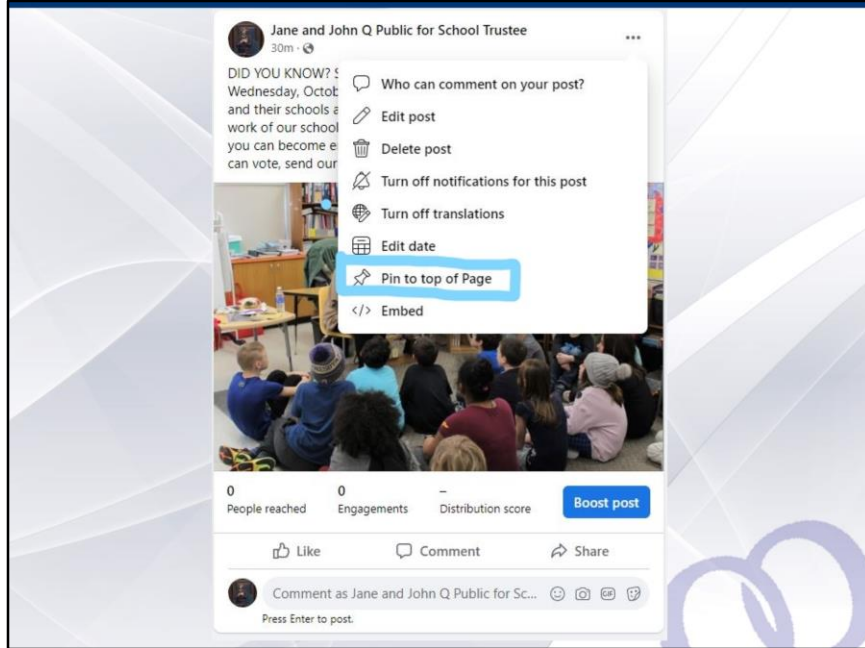 Jane and John Q Public for School Trustee
30m
DID YOU KNOW? S
Wednesday, Octob
and their schools a
work of our school
you can become e
can vote, send our
Who can comment on your post?
Edit post
Delete post
Turn off notifications for this post
Turn off translations
Edit date
Pin to top of Page
Embed
0 0 –
People reached Engagements Distribution score Boost post
Like Comment Share
Comment as Jane and John Q Public for Sc... GIF
Press Enter to post.